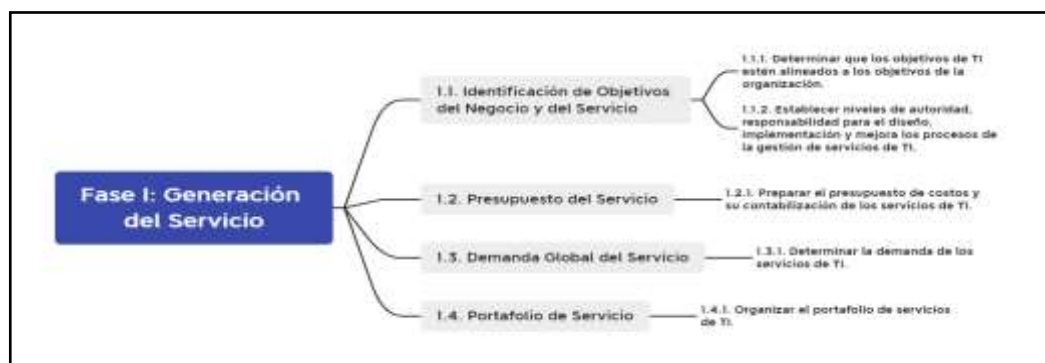 Fase I: Generación
del Servicio
1.1. Identificación de Objetivos
del Negocio y del Servicio
1.1.1. Determinar que los objetivos de TI
estén alineados a los objetivos de la
organización.
1.1.2. Establecer niveles de autoridad,
responsabilidad para el diseño,
implementación y mejora los procesos de
la gestión de servicios de TI.
1.2. Presupuesto del Servicio
1.2.1. Preparar el presupuesto de costos y
su contabilización de los servicios de TI.
1.3. Demanda Global del Servicio
1.3.1. Determinar la demanda de los
servicios de TI.
1.4. Portafolio de Servicio
1.4.1. Organizar el portafolio de servicios
de TI.